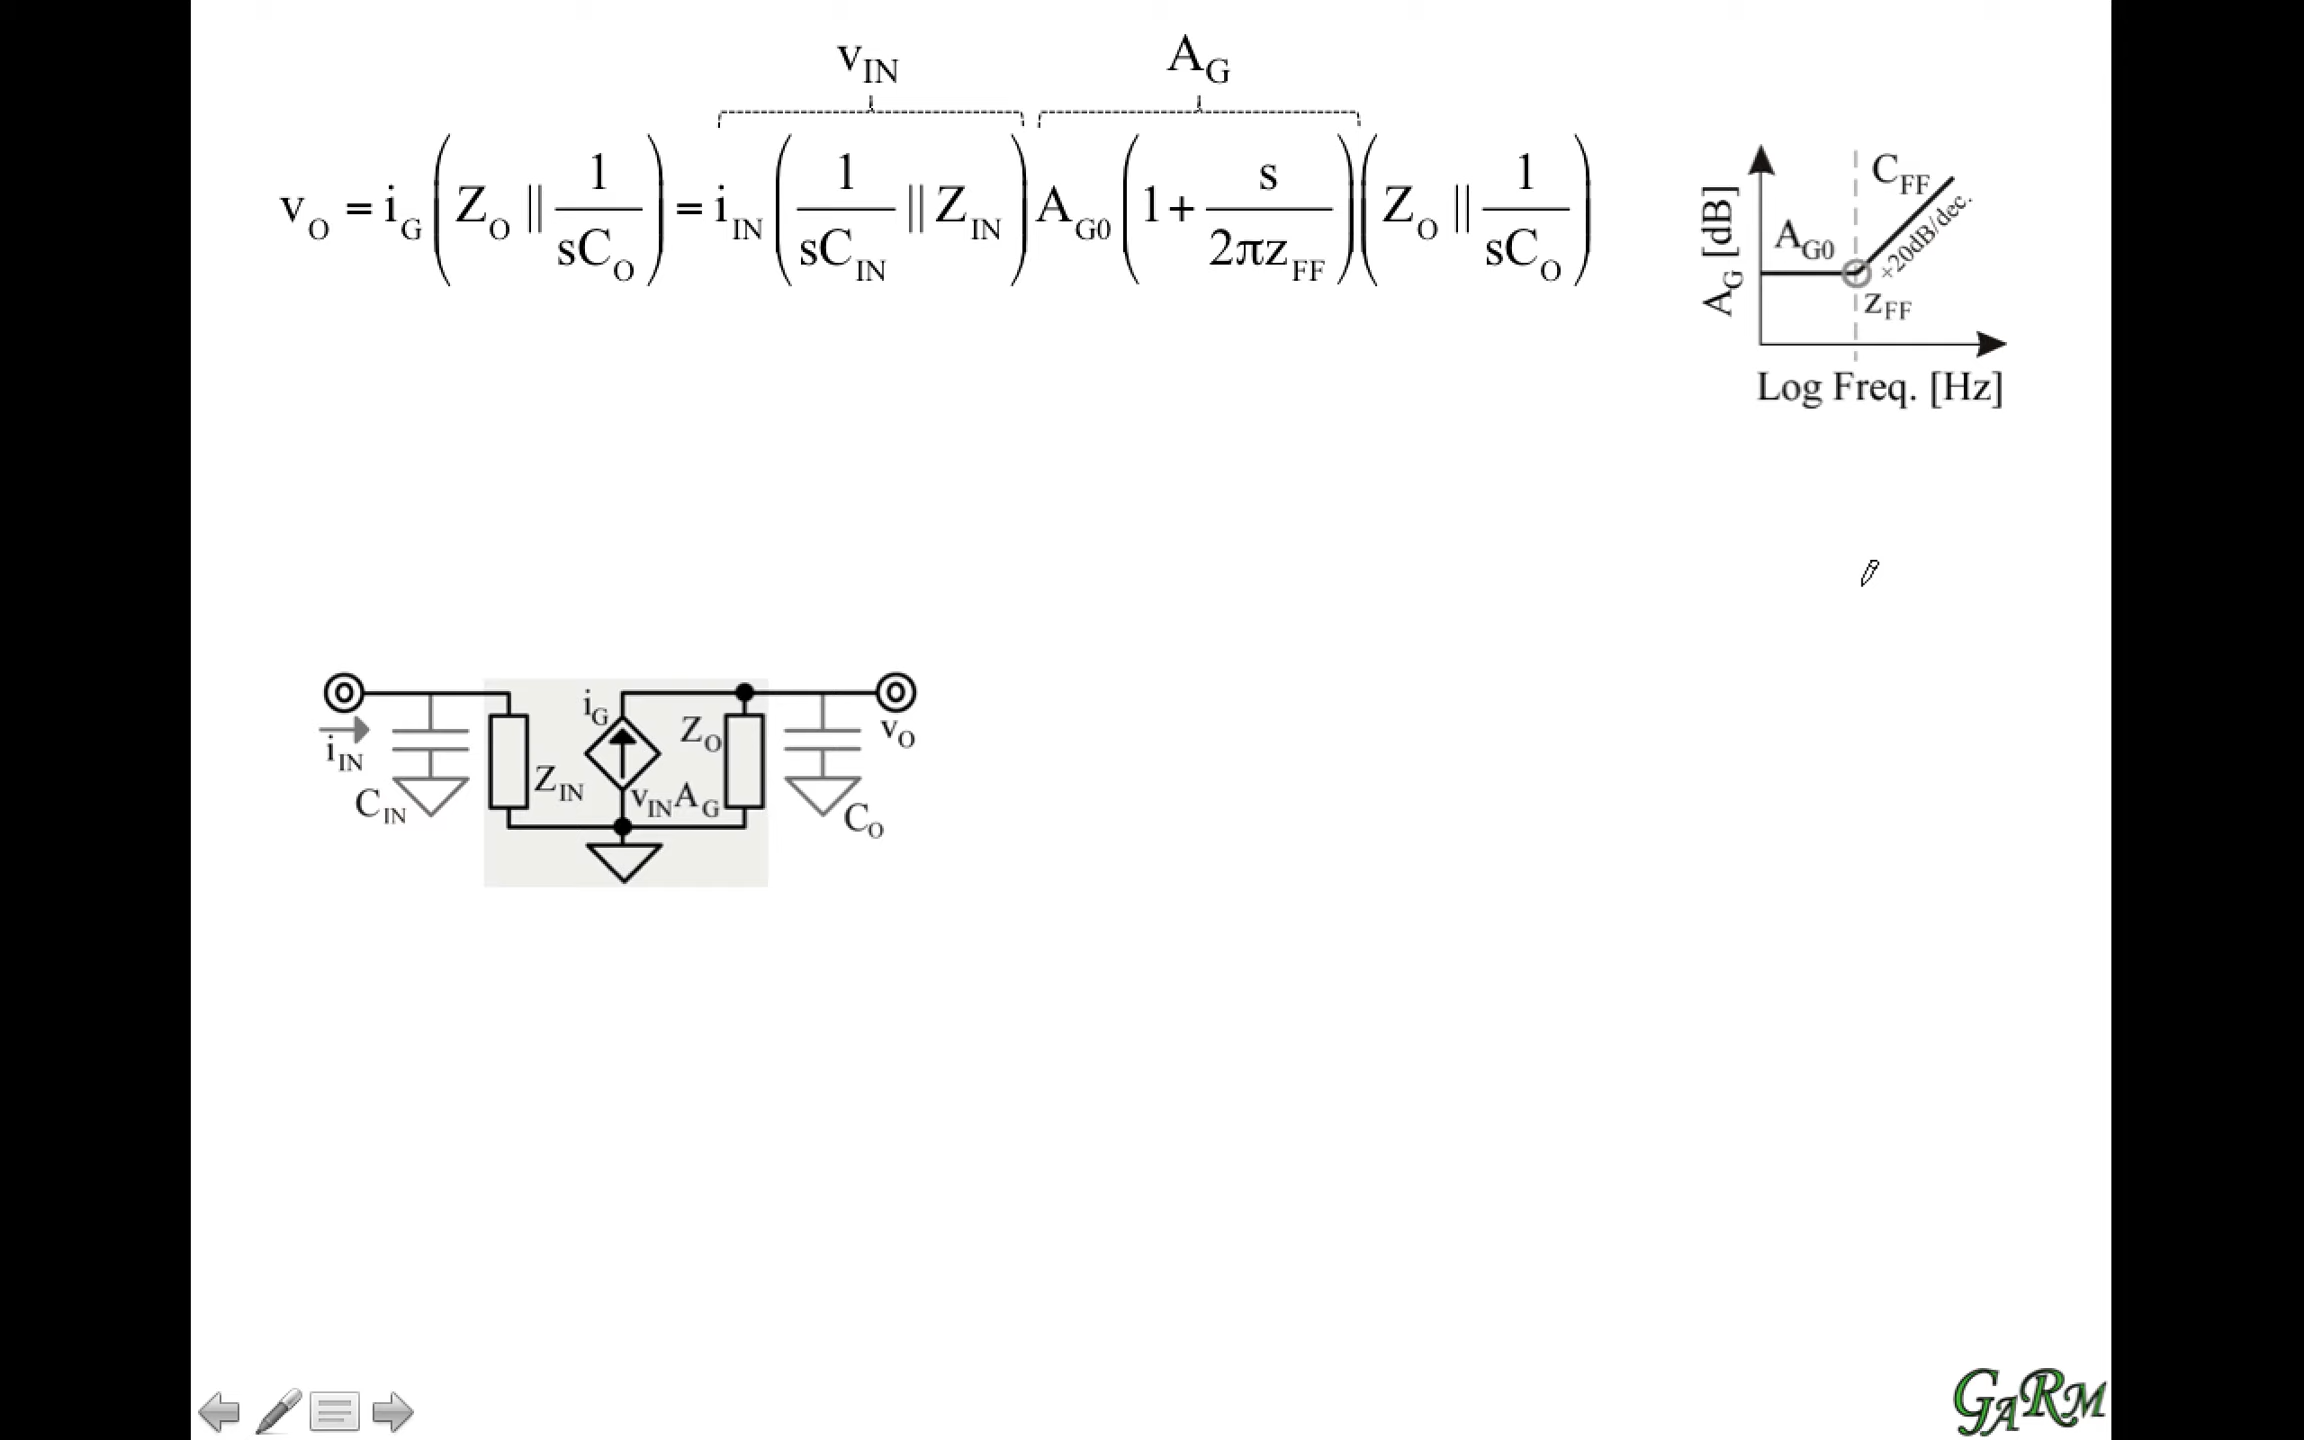 v_IN A_G
v_O = i_G ( Z_O || 1/sC_O ) = i_IN ( 1/sC_IN || Z_IN ) A_G0 ( 1 + s/2πz_FF ) ( Z_O || 1/sC_O )
A_G [dB]
C_FF
A_G0
+20dB/dec.
z_FF
Log Freq. [Hz]
i_G
Z_O
v_O
i_IN
Z_IN
v_IN A_G
C_IN
C_O
GARM